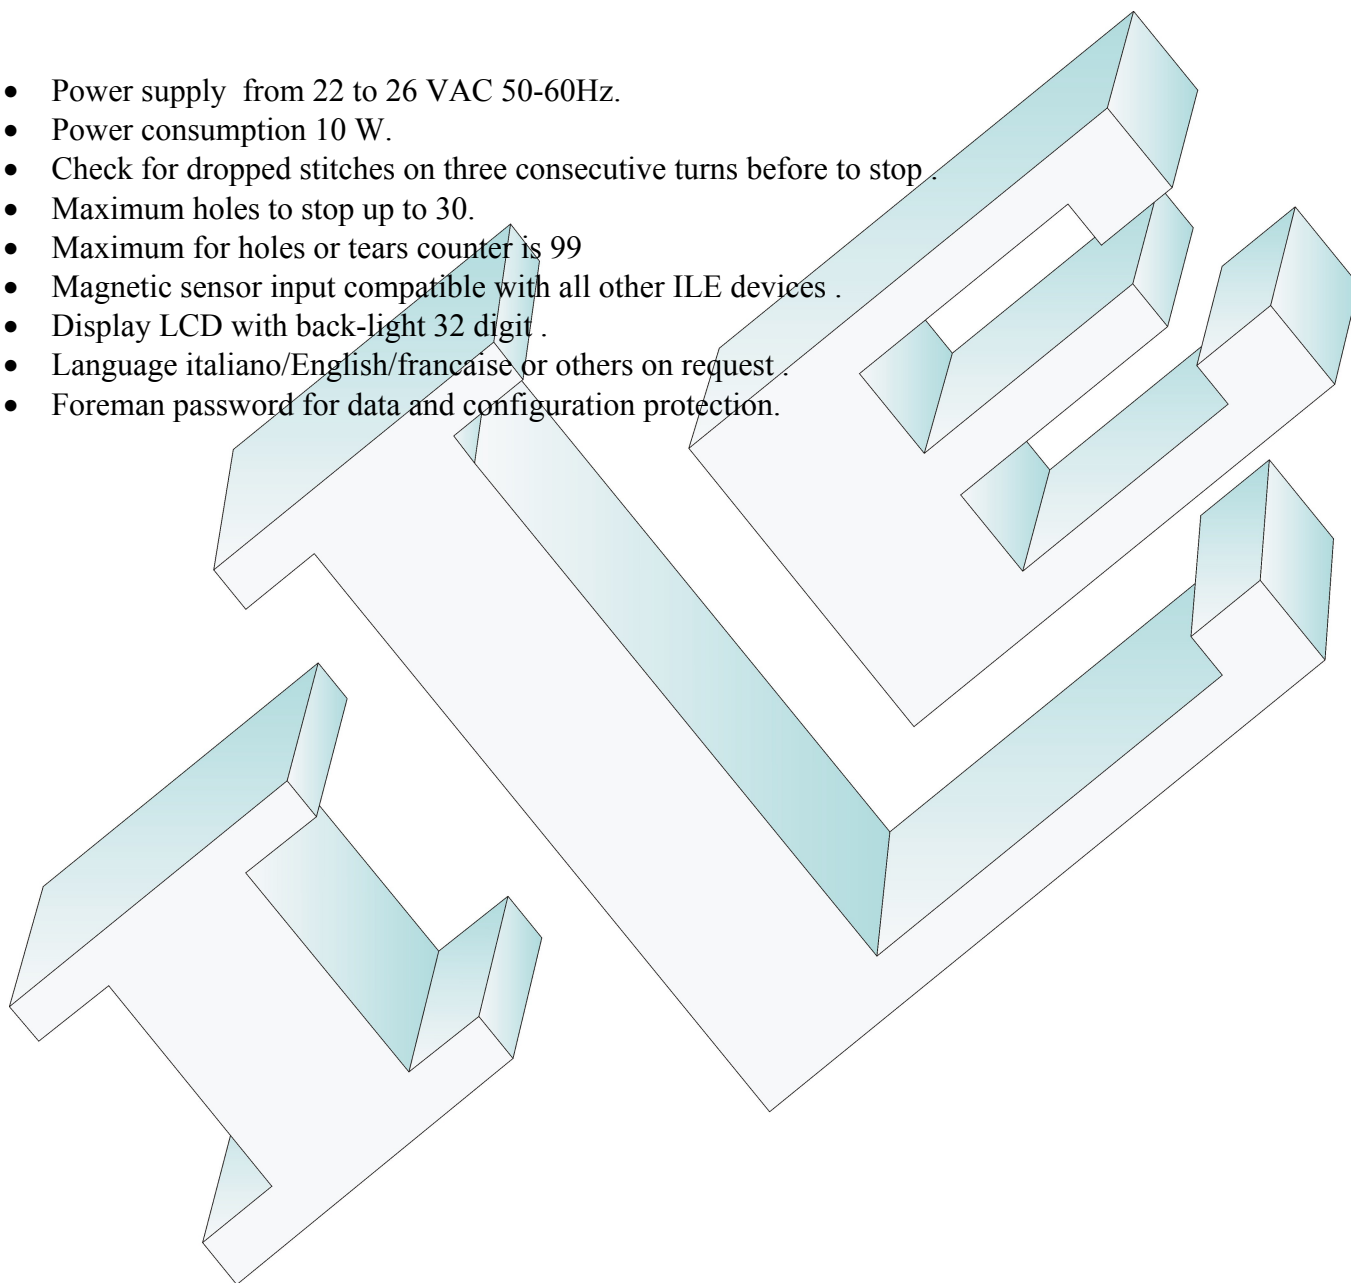 • Power supply  from 22 to 26 VAC 50-60Hz.
• Power consumption 10 W.
• Check for dropped stitches on three consecutive turns before to stop .
• Maximum holes to stop up to 30.
• Maximum for holes or tears counter is 99
• Magnetic sensor input compatible with all other ILE devices .
• Display LCD with back-light 32 digit .
• Language italiano/English/francaise or others on request .
• Foreman password for data and configuration protection.
ILE